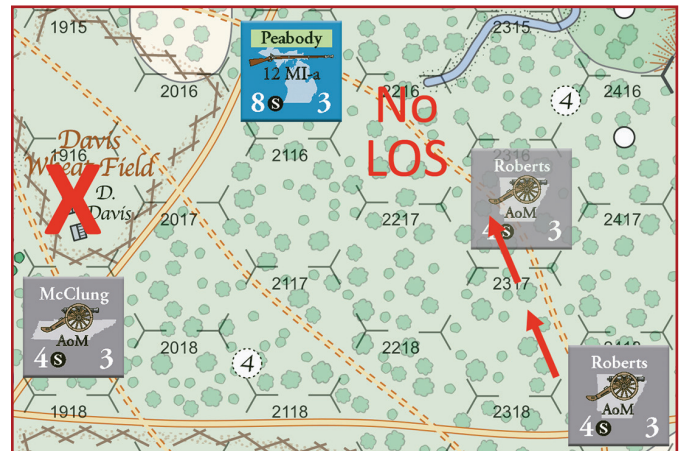 1915
2315
Peabody
12 MI-a
8 S 3
2016
2216
2416
4
No
LOS
Davis
Wheat Field
1916
2116
2316
Roberts
AoM
4 S 3
D.
Davis
X
2017
2217
2417
2117
2317
McClung
AoM
4 S 3
2018
2218
4
Roberts
AoM
4 S 3
1918
2118
2318